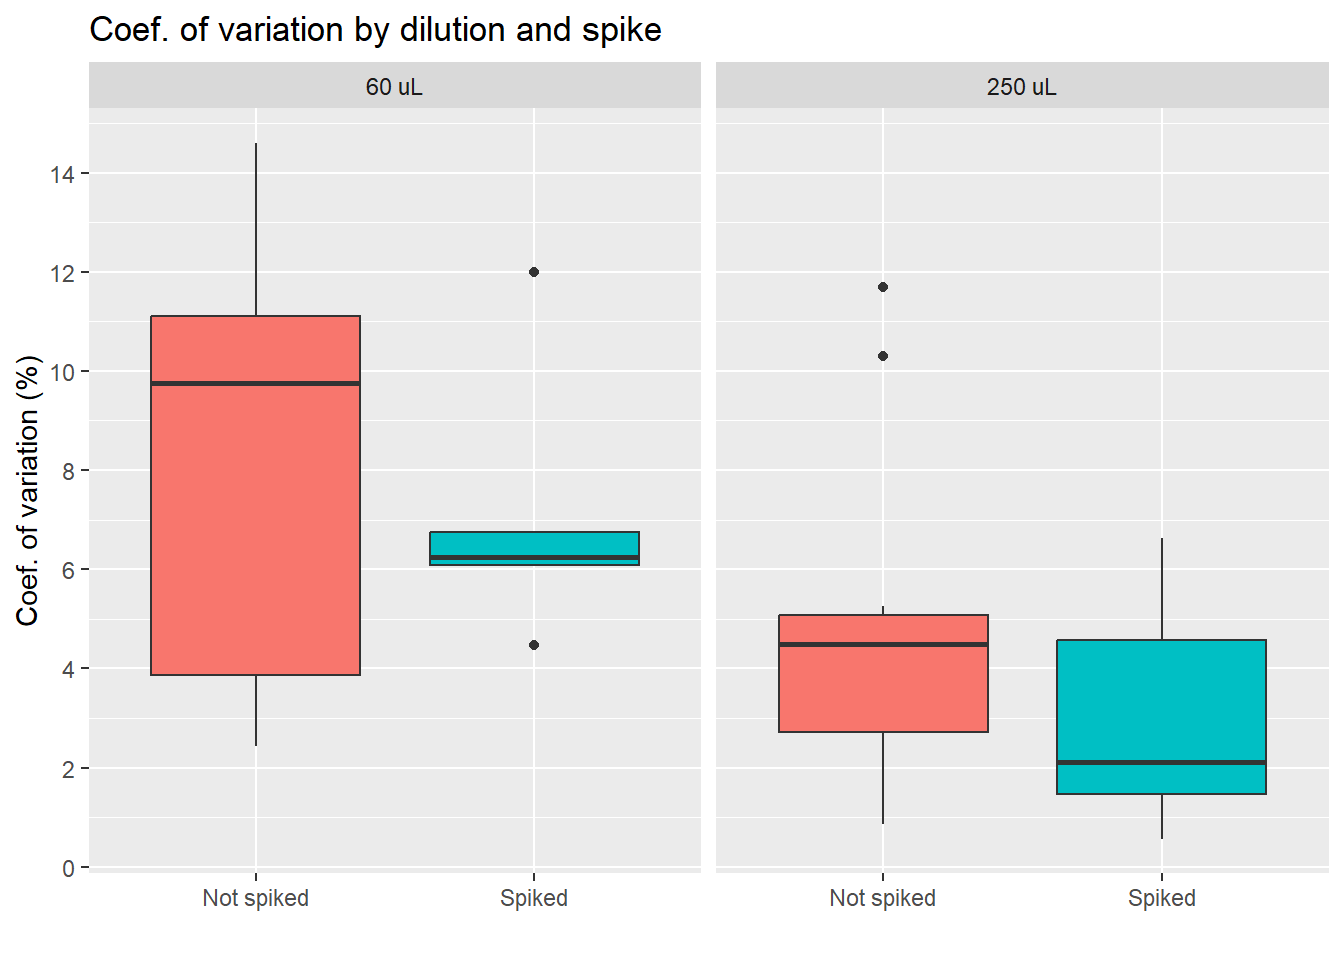 Coef. of variation by dilution and spike
60 uL
250 uL
Coef. of variation (%)
14
12
10
8
6
4
2
0
Not spiked
Spiked
Not spiked
Spiked